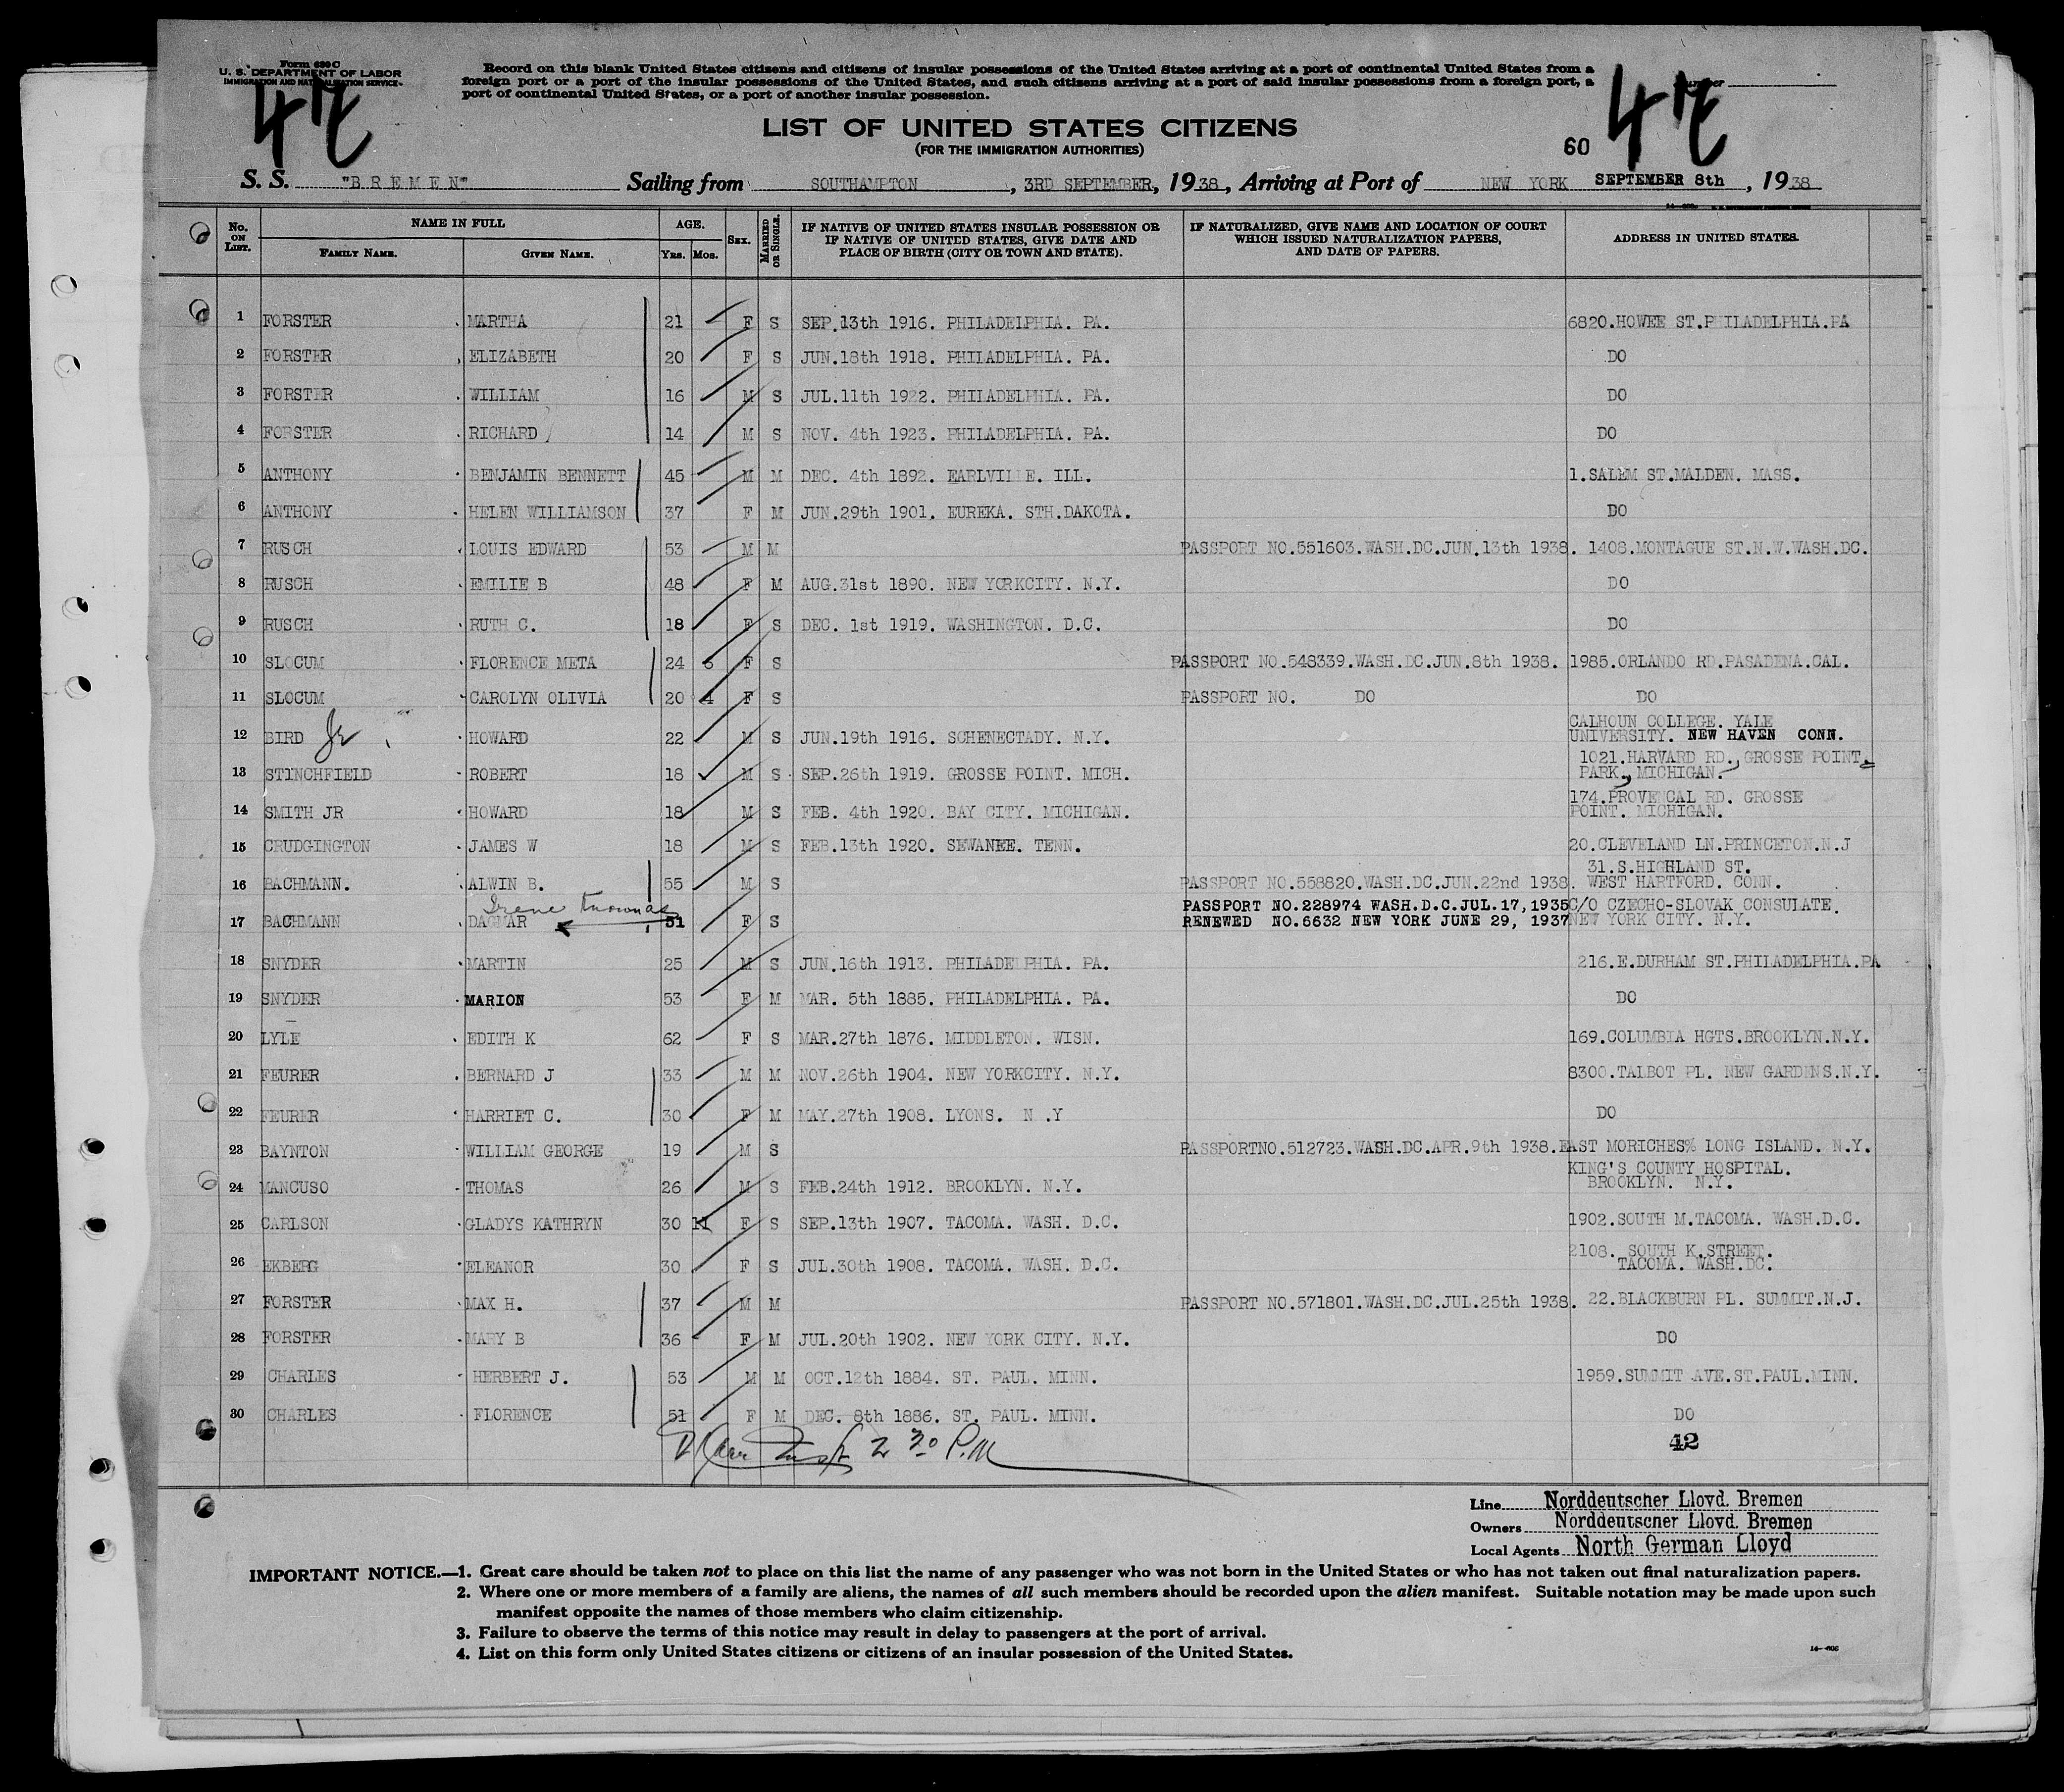 Form 630 C
U. S. DEPARTMENT OF LABOR
IMMIGRATION AND NATURALIZATION SERVICE
Record on this blank United States citizens and citizens of insular possessions of the United States arriving at a port of continental United States from a
foreign port or a port of the insular possessions of the United States, and such citizens arriving at a port of said insular possessions from a foreign port, a
port of continental United States, or a port of another insular possession.
LIST OF UNITED STATES CITIZENS
(FOR THE IMMIGRATION AUTHORITIES)
60
S. S. "BREMEN" Sailing from SOUTHAMPTON, 3RD SEPTEMBER, 1938, Arriving at Port of NEW YORK SEPTEMBER 8th, 1938
No. ON LIST. NAME IN FULL FAMILY NAME. GIVEN NAME. AGE. YRS. MOS. SEX. MARRIED OR SINGLE. IF NATIVE OF UNITED STATES INSULAR POSSESSION OR IF NATIVE OF UNITED STATES, GIVE DATE AND PLACE OF BIRTH (CITY OR TOWN AND STATE). IF NATURALIZED, GIVE NAME AND LOCATION OF COURT WHICH ISSUED NATURALIZATION PAPERS, AND DATE OF PAPERS. ADDRESS IN UNITED STATES.
1 FORSTER MARTHA 21 F S SEP.13th 1916. PHILADELPHIA. PA. 6820.HOWEE ST.PHILADELPHIA.PA
2 FORSTER ELIZABETH 20 F S JUN.18th 1918. PHILADELPHIA. PA. DO
3 FORSTER WILLIAM 16 M S JUL.11th 1922. PHILADELPHIA. PA. DO
4 FORSTER RICHARD 14 M S NOV. 4th 1923. PHILADELPHIA. PA. DO
5 ANTHONY BENJAMIN BENNETT 45 M M DEC. 4th 1892. EARLVILLE. ILL. 1.SALEM ST.MALDEN. MASS.
6 ANTHONY HELEN WILLIAMSON 37 F M JUN.29th 1901. EUREKA. STH.DAKOTA. DO
7 RUSCH LOUIS EDWARD 53 M M PASSPORT NO.551603.WASH.DC.JUN.13th 1938. 1408.MONTAGUE ST.N.W.WASH.DC.
8 RUSCH EMILIE B 48 F M AUG.31st 1890. NEW YORKCITY. N.Y. DO
9 RUSCH RUTH C. 18 F S DEC. 1st 1919. WASHINGTON. D.C. DO
10 SLOCUM FLORENCE META 24 6 F S PASSPORT NO.548339.WASH.DC.JUN.8th 1938. 1985.ORLANDO RD.PASADENA.CAL.
11 SLOCUM CAROLYN OLIVIA 20 4 F S PASSPORT NO. DO DO
12 BIRD Jr HOWARD 22 M S JUN.19th 1916. SCHENECTADY. N.Y. CALHOUN COLLEGE. YALE
UNIVERSITY. NEW HAVEN CONN.
13 STINCHFIELD ROBERT 18 M S SEP.26th 1919. GROSSE POINT. MICH. 1021.HARVARD RD., GROSSE POINT
PARK, MICHIGAN.
14 SMITH JR HOWARD 18 M S FEB. 4th 1920. BAY CITY. MICHIGAN. 174.PROVENCAL RD. GROSSE
POINT. MICHIGAN.
15 CRUDGINGTON JAMES W 18 M S FEB.13th 1920. SEWANEE. TENN. 20.CLEVELAND LN.PRINCETON.N.J
16 BACHMANN. ALWIN B. 55 M S PASSPORT NO.558820.WASH.DC.JUN.22nd 1938. 31.S.HIGHLAND ST.
WEST HARTFORD. CONN.
Irene known as
17 BACHMANN DAGMAR 51 F S PASSPORT NO.228974 WASH.D.C.JUL.17,1935 C/O CZECHO-SLOVAK CONSULATE.
RENEWED NO.6632 NEW YORK JUNE 29, 1937 NEW YORK CITY. N.Y.
18 SNYDER MARTIN 25 M S JUN.16th 1913. PHILADELPHIA. PA. 216.E.DURHAM ST.PHILADELPHIA.PA
19 SNYDER MARION 53 F M MAR. 5th 1885. PHILADELPHIA. PA. DO
20 LYLE EDITH K 62 F S MAR.27th 1876. MIDDLETON. WISN. 169.COLUMBIA HGTS.BROOKLYN.N.Y.
21 FEURER BERNARD J 33 M M NOV.26th 1904. NEW YORKCITY. N.Y. 8300.TALBOT PL. NEW GARDENS.N.Y.
22 FEURER HARRIET C. 30 F M MAY.27th 1908. LYONS. N .Y DO
23 BAYNTON WILLIAM GEORGE 19 M S PASSPORTNO.512723.WASH.DC.APR.9th 1938. EAST MORICHES% LONG ISLAND. N.Y.
24 MANCUSO THOMAS 26 M S FEB.24th 1912. BROOKLYN. N.Y. KING'S COUNTY HOSPITAL.
BROOKLYN. N.Y.
25 CARLSON GLADYS KATHRYN 30 11 F S SEP.13th 1907. TACOMA. WASH. D.C. 1902.SOUTH M.TACOMA. WASH.D.C.
26 EKBERG ELEANOR 30 F S JUL.30th 1908. TACOMA. WASH. D.C. 2108. SOUTH K.STREET.
TACOMA. WASH.DC.
27 FORSTER MAX H. 37 M M PASSPORT NO.571801.WASH.DC.JUL.25th 1938. 22.BLACKBURN PL. SUMMIT.N.J.
28 FORSTER MARY B 36 F M JUL.20th 1902. NEW YORK CITY. N.Y. DO
29 CHARLES HERBERT J. 53 M M OCT.12th 1884. ST. PAUL. MINN. 1959.SUMMIT AVE.ST.PAUL.MINN.
30 CHARLES FLORENCE 51 F M DEC. 8th 1886. ST. PAUL. MINN. DO
2 30 P.M
42
Line Norddeutscher Lloyd. Bremen
Owners Norddeutscher Lloyd. Bremen
Local Agents North German Lloyd
IMPORTANT NOTICE.—1. Great care should be taken not to place on this list the name of any passenger who was not born in the United States or who has not taken out final naturalization papers.
2. Where one or more members of a family are aliens, the names of all such members should be recorded upon the alien manifest. Suitable notation may be made upon such
manifest opposite the names of those members who claim citizenship.
3. Failure to observe the terms of this notice may result in delay to passengers at the port of arrival.
4. List on this form only United States citizens or citizens of an insular possession of the United States.